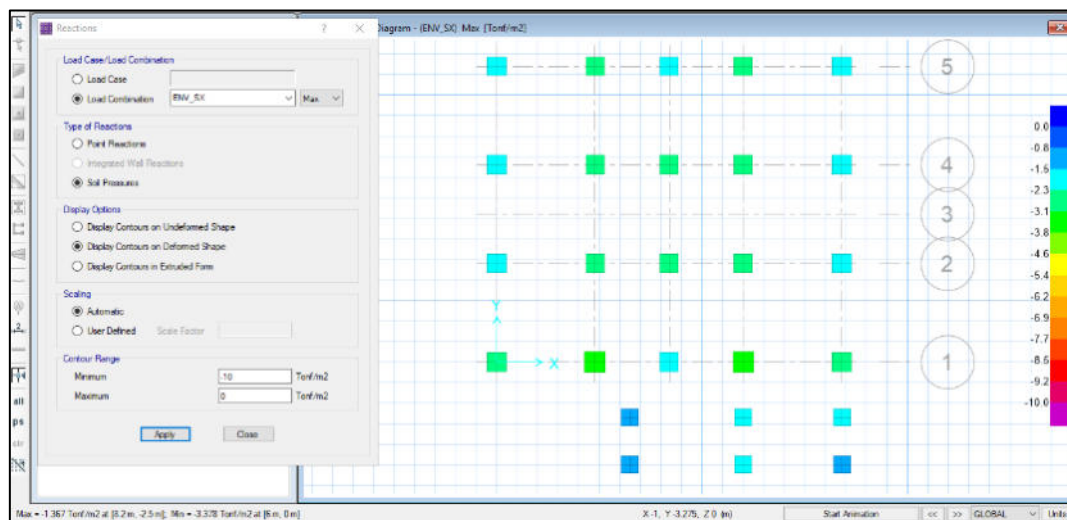 Reactions
Diagram - (ENV_SX) Max [Tonf/m2]
Load Case/Load Combination
Load Case
Load Combination
ENV_SX
Max
Type of Reactions
Point Reactions
Integrated Wall Reactions
Soil Pressures
Display Options
Display Contours on Undeformed Shape
Display Contours on Deformed Shape
Display Contours in Extruded Form
Scaling
Automatic
User Defined
Scale Factor
Contour Range
Minimum
-10
Tonf/m2
Maximum
0
Tonf/m2
Apply
Close
all
ps
clr
5
4
3
2
1
Y
X
0.0
-0.8
-1.5
-2.3
-3.1
-3.8
-4.6
-5.4
-6.2
-6.9
-7.7
-8.5
-9.2
-10.0
Max = -1.367 Tonf/m2 at [8.2 m, -2.5 m]; Min = -3.378 Tonf/m2 at [6 m, 0 m]
X -1, Y -3.275, Z 0 (m)
Start Animation
<<
>>
GLOBAL
Units